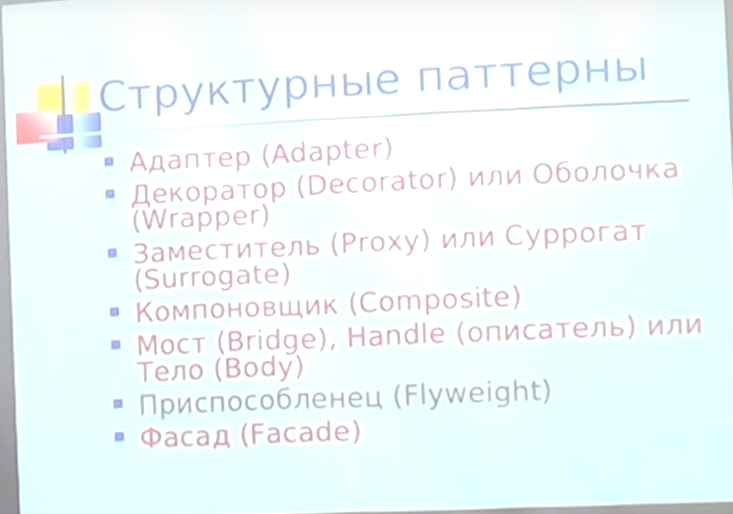 Структурные паттерны
Адаптер (Adapter)
Декоратор (Decorator) или Оболочка
(Wrapper)
Заместитель (Proxy) или Суррогат
(Surrogate)
Компоновщик (Composite)
Мост (Bridge), Handle (описатель) или
Тело (Body)
Приспособленец (Flyweight)
Фасад (Facade)